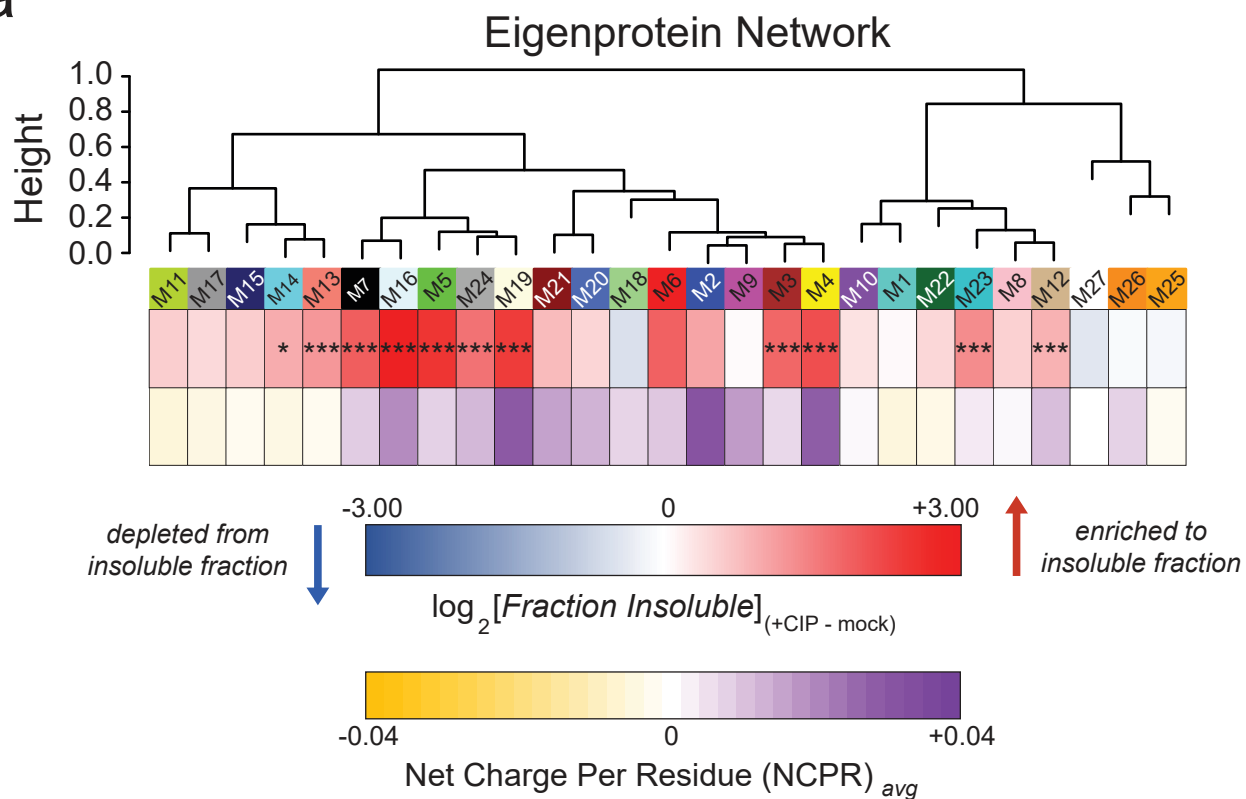 a
Eigenprotein Network
Height
1.0
0.8
0.6
0.4
0.2
0.0
M11 M17 M15 M14 M13 M7 M16 M5 M24 M19 M21 M20 M18 M6 M2 M9 M3 M4 M10 M1 M22 M23 M8 M12 M27 M26 M25
* *** *** *** *** *** *** *** *** *** ***
-3.00 0 +3.00
depleted from
insoluble fraction
enriched to
insoluble fraction
log2[Fraction Insoluble](+CIP - mock)
-0.04 0 +0.04
Net Charge Per Residue (NCPR) avg